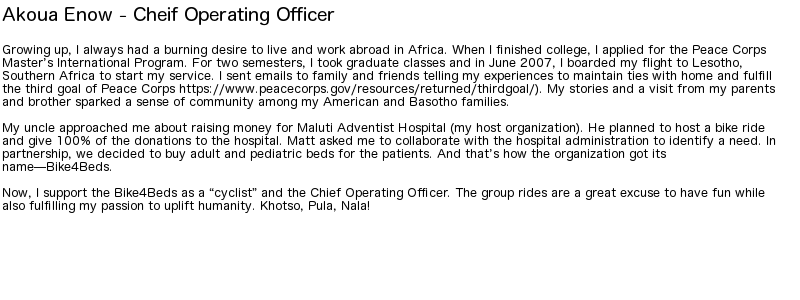 Akoua Enow - Cheif Operating Officer
Growing up, I always had a burning desire to live and work abroad in Africa. When I finished college, I applied for the Peace Corps
Master's International Program. For two semesters, I took graduate classes and in June 2007, I boarded my flight to Lesotho,
Southern Africa to start my service. I sent emails to family and friends telling my experiences to maintain ties with home and fulfill
the third goal of Peace Corps https://www.peacecorps.gov/resources/returned/thirdgoal/). My stories and a visit from my parents
and brother sparked a sense of community among my American and Basotho families.
My uncle approached me about raising money for Maluti Adventist Hospital (my host organization). He planned to host a bike ride
and give 100% of the donations to the hospital. Matt asked me to collaborate with the hospital administration to identify a need. In
partnership, we decided to buy adult and pediatric beds for the patients. And that's how the organization got its
name—Bike4Beds.
Now, I support the Bike4Beds as a “cyclist” and the Chief Operating Officer. The group rides are a great excuse to have fun while
also fulfilling my passion to uplift humanity. Khotso, Pula, Nala!